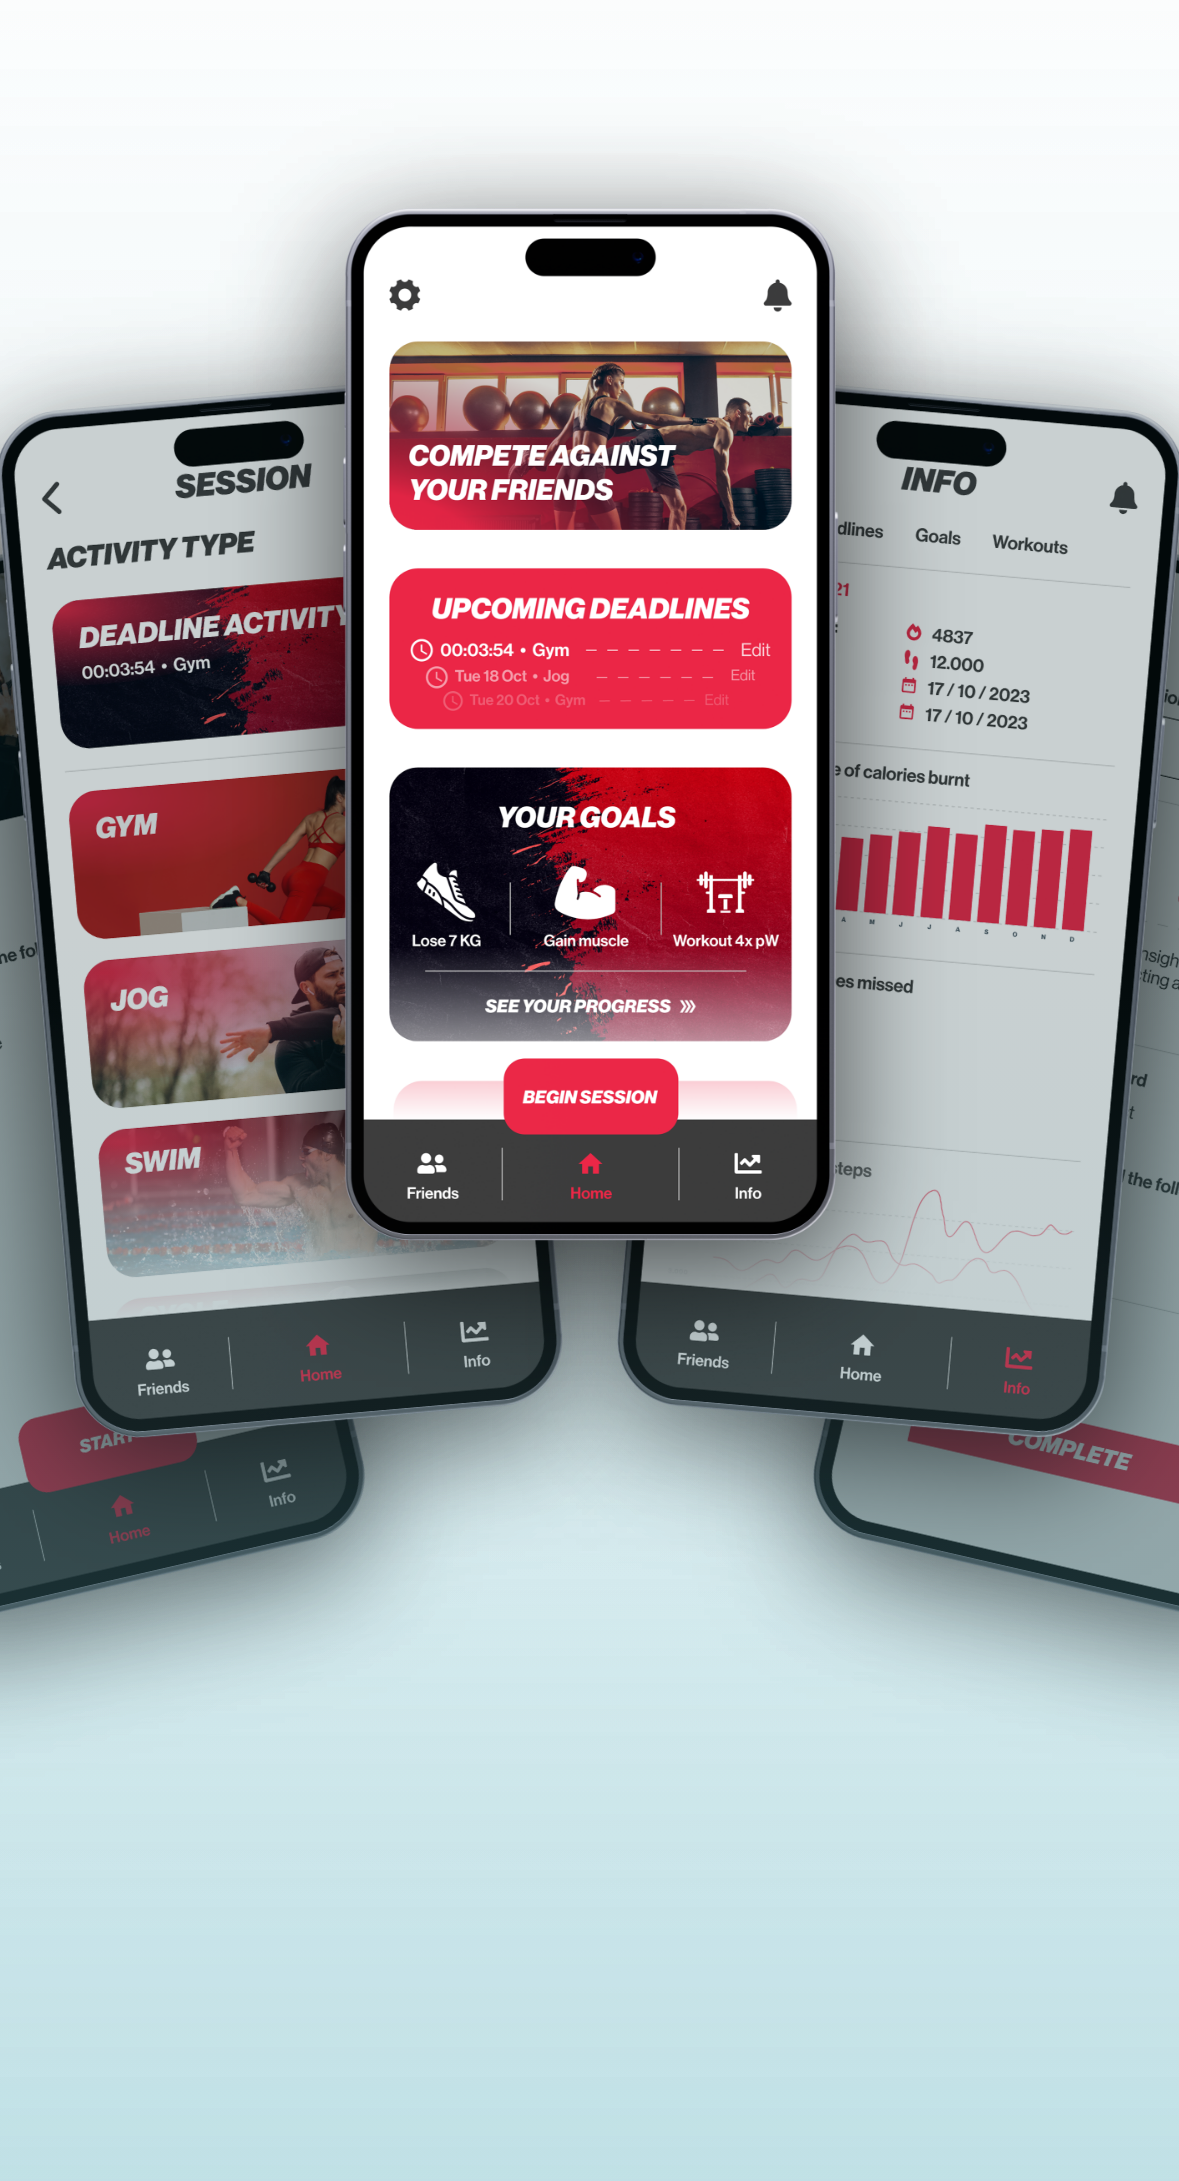 COMPETE AGAINST
YOUR FRIENDS
UPCOMING DEADLINES
00:03:54 • Gym — — — — — — — Edit
Tue 18 Oct • Jog — — — — — — Edit
Tue 20 Oct • Gym — — — — — Edit
YOUR GOALS
Lose 7 KG
Gain muscle
Workout 4x pW
SEE YOUR PROGRESS »»
BEGIN SESSION
Friends
Home
Info
SESSION
ACTIVITY TYPE
DEADLINE ACTIVITY
00:03:54 • Gym
GYM
JOG
SWIM
Friends
Home
Info
INFO
dlines Goals Workouts
21
4837
12.000
17 / 10 / 2023
17 / 10 / 2023
e of calories burnt
A M J J A S O N D
es missed
steps
Friends
Home
Info
ne fol
START
Home
Info
nsigh
ting a
rd
t
l the foll
COMPLETE